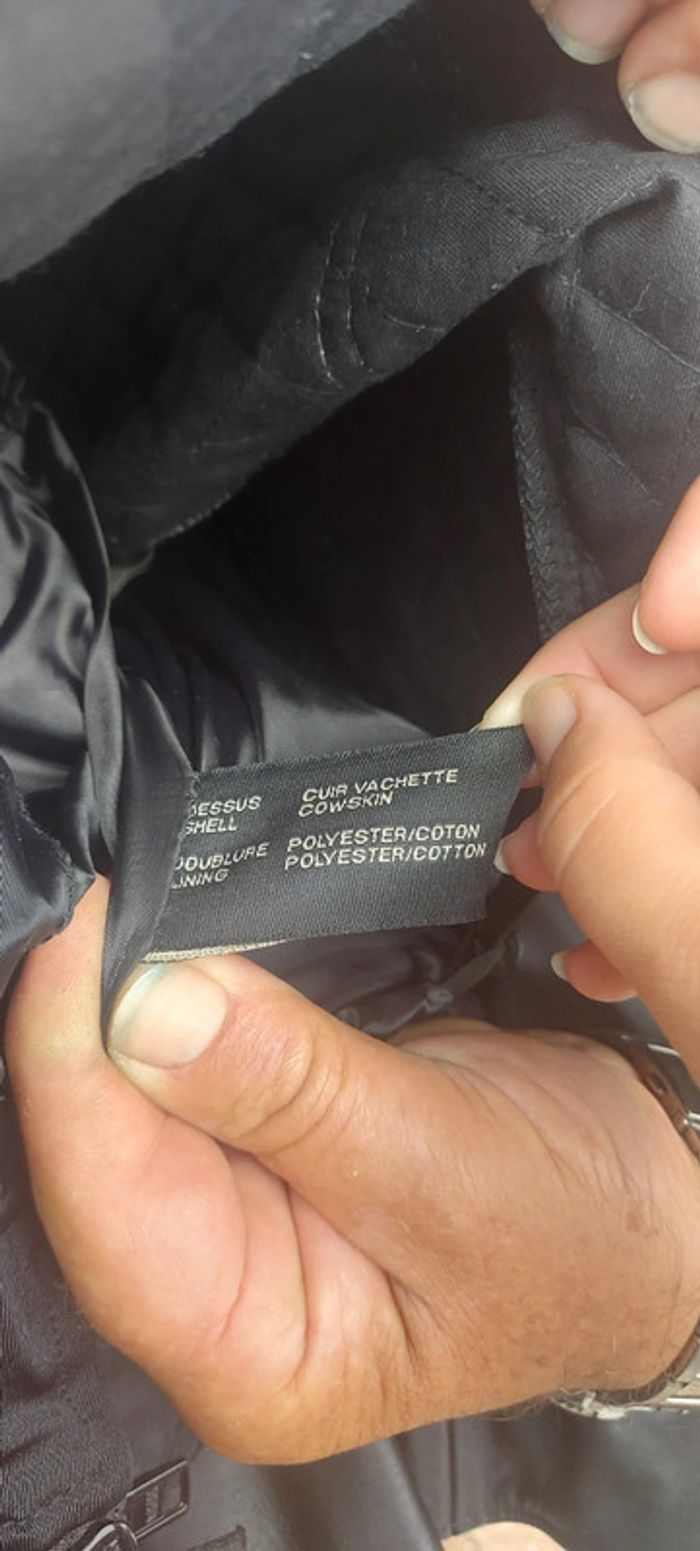 DESSUS CUIR VACHETTE
SHELL COWSKIN
DOUBLURE POLYESTER/COTON
LINING POLYESTER/COTTON